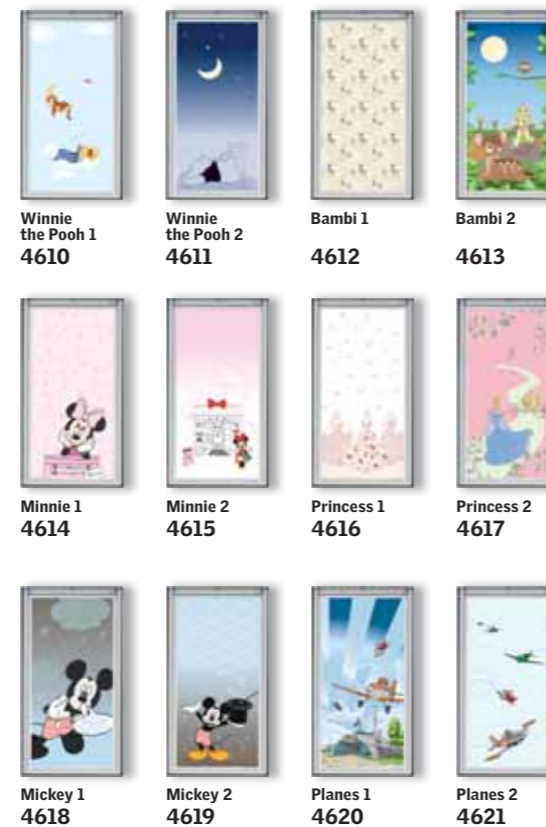 Winnie
the Pooh 1
4610
Winnie
the Pooh 2
4611
Bambi 1
4612
Bambi 2
4613
Minnie 1
4614
Minnie 2
4615
Princess 1
4616
Princess 2
4617
Mickey 1
4618
Mickey 2
4619
Planes 1
4620
Planes 2
4621